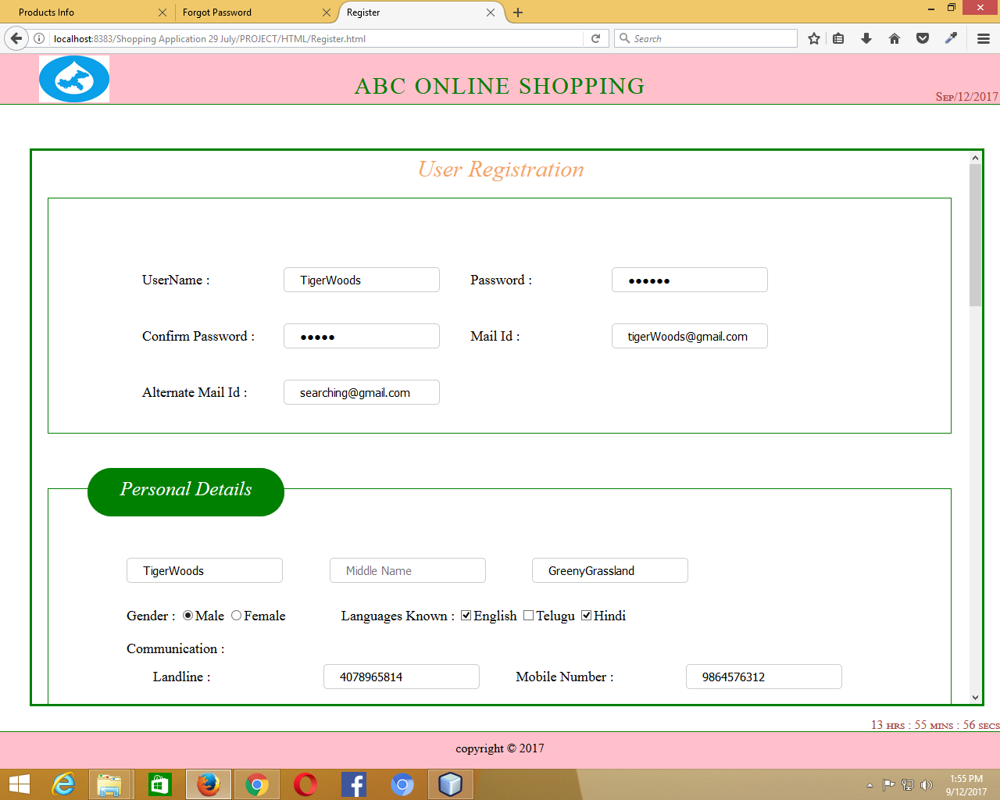 Products Info
Forgot Password
Register
localhost:8383/Shopping Application 29 July/PROJECT/HTML/Register.html
Search
ABC ONLINE SHOPPING
Sep/12/2017
User Registration
UserName : TigerWoods Password : ●●●●●●
Confirm Password : ●●●●● Mail Id : tigerWoods@gmail.com
Alternate Mail Id : searching@gmail.com
Personal Details
TigerWoods Middle Name GreenyGrassland
Gender : Male Female Languages Known : English Telugu Hindi
Communication :
Landline : 4078965814 Mobile Number : 9864576312
13 hrs : 55 mins : 56 secs
copyright © 2017
1:55 PM
9/12/2017